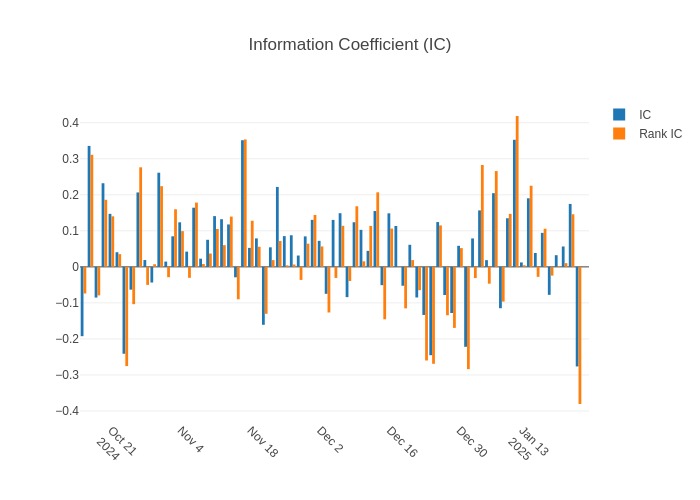 Information Coefficient (IC)
IC
Rank IC
0.4
0.3
0.2
0.1
0
−0.1
−0.2
−0.3
−0.4
Oct 21
2024
Nov 4
Nov 18
Dec 2
Dec 16
Dec 30
Jan 13
2025